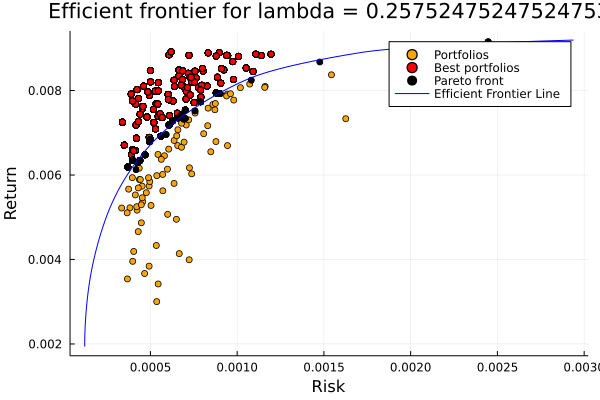 Efficient frontier for lambda = 0.2575247524752475
Return
0.008
0.006
0.004
0.002
Portfolios
Best portfolios
Pareto front
Efficient Frontier Line
0.0005
0.0010
0.0015
0.0020
0.0025
0.0030
Risk